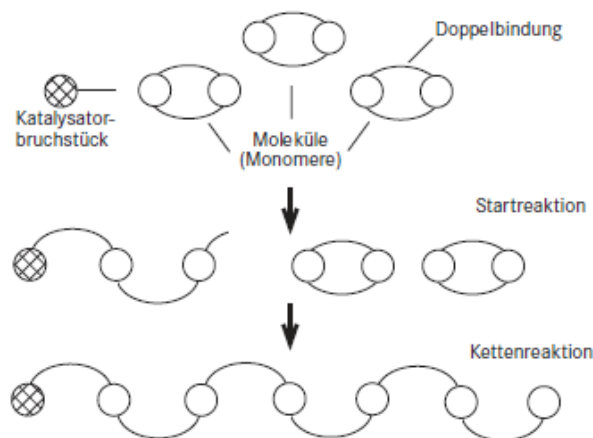 Doppelbindung
Katalysator-
bruchstück
Moleküle
(Monomere)
Startreaktion
Kettenreaktion